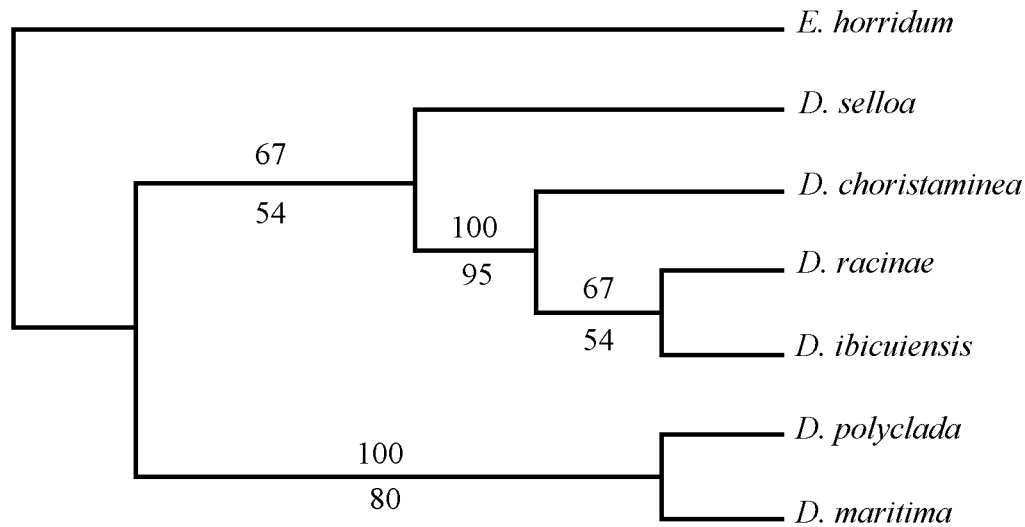 E. horridum
D. selloa
67
54
D. choristaminea
100
95
D. racinae
67
54
D. ibicuiensis
D. polyclada
100
80
D. maritima